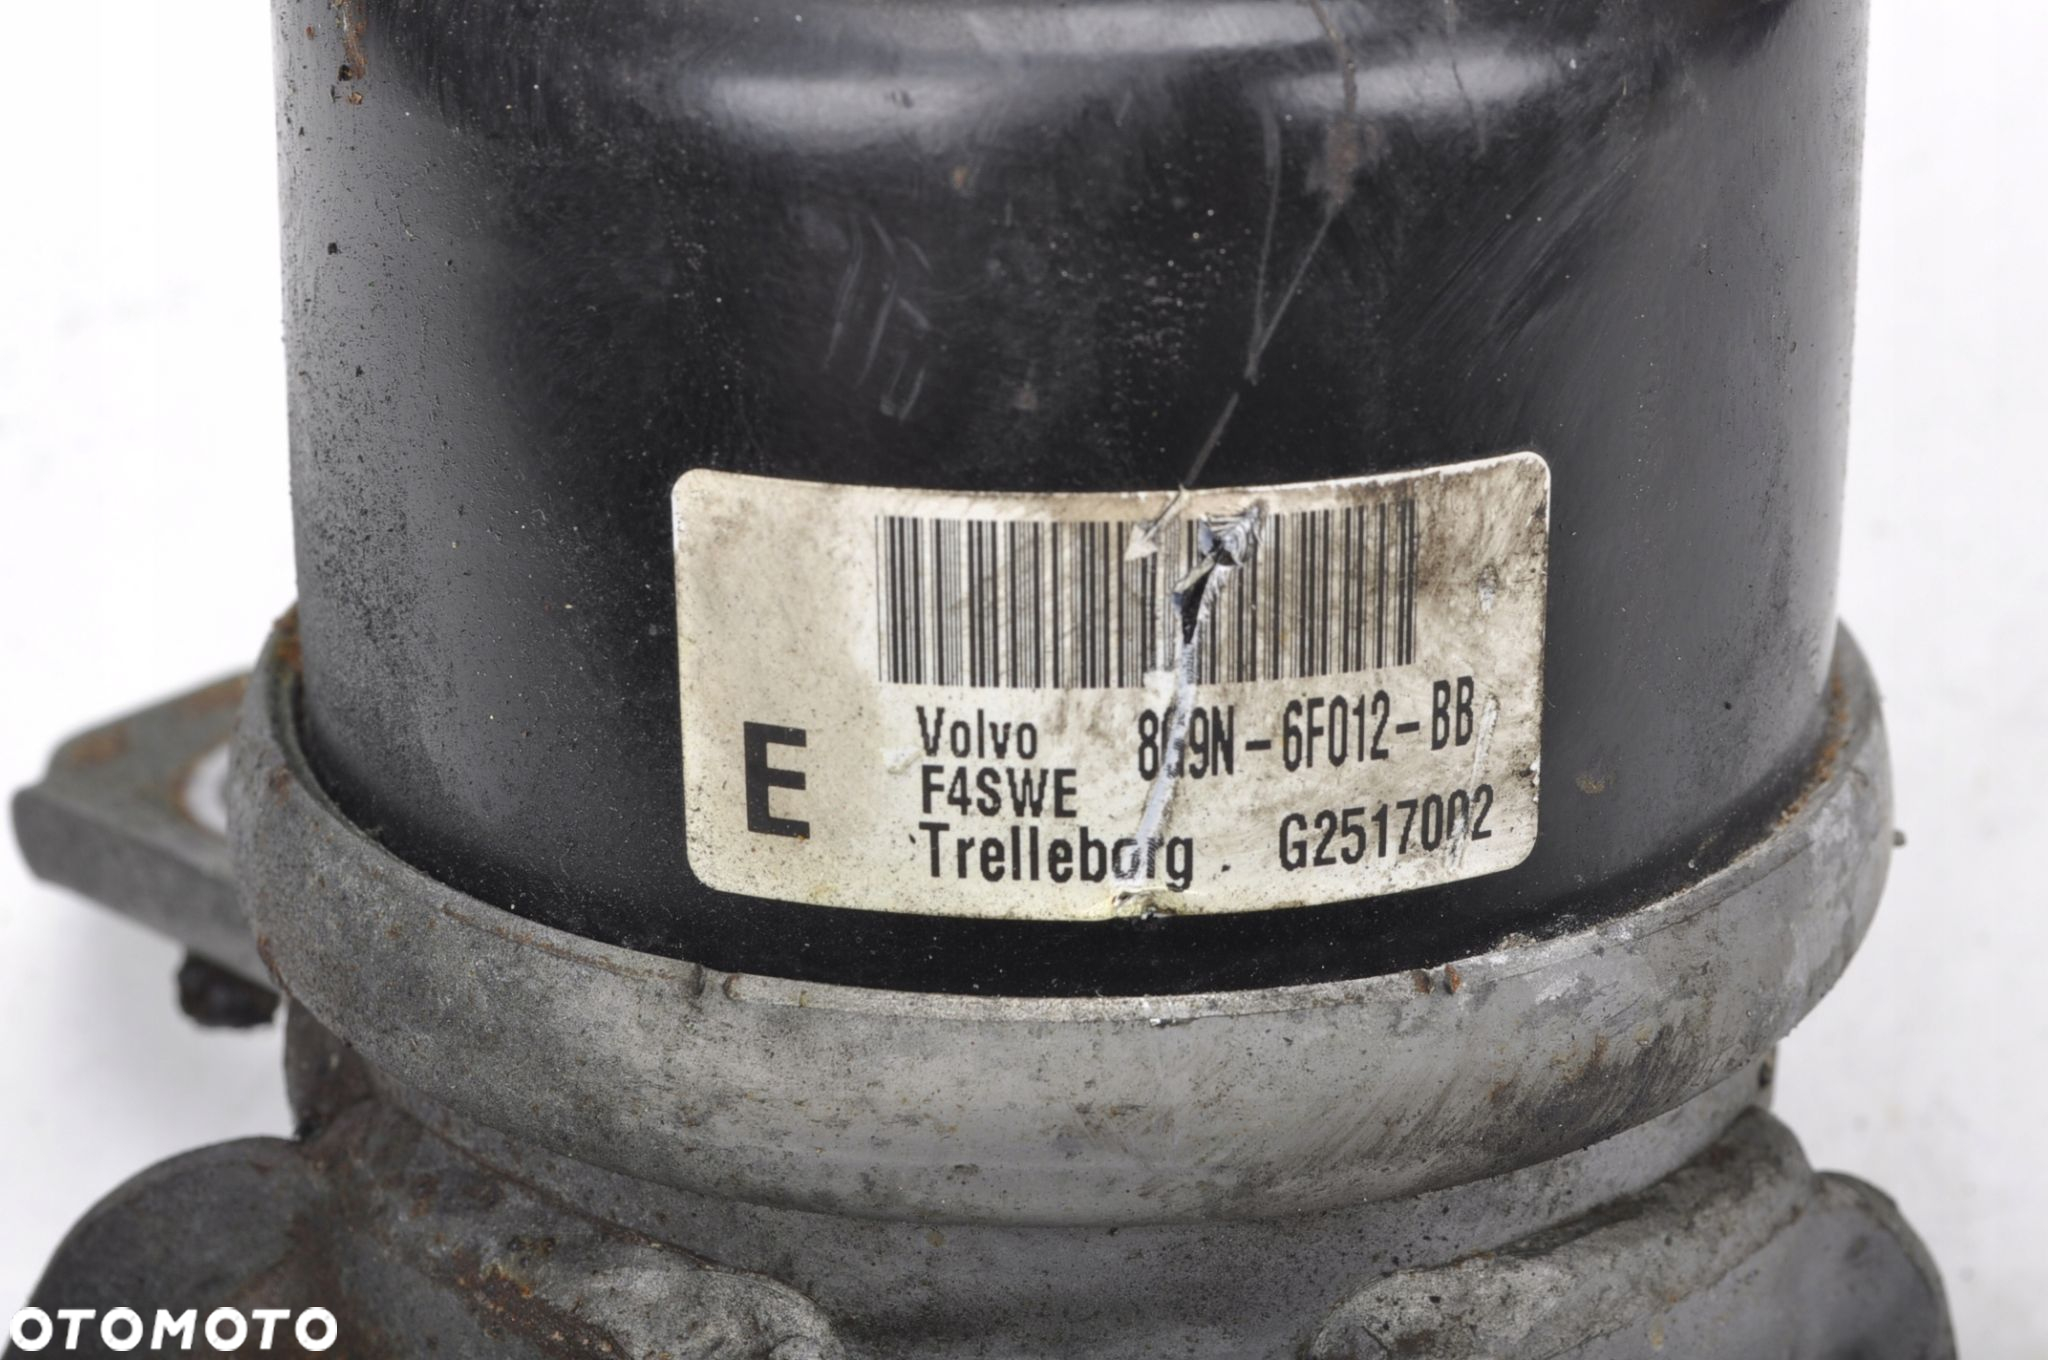 E
Volvo 8G9N-6F012-BB
F4SWE
Trelleborg G2517002
OTOMOTO